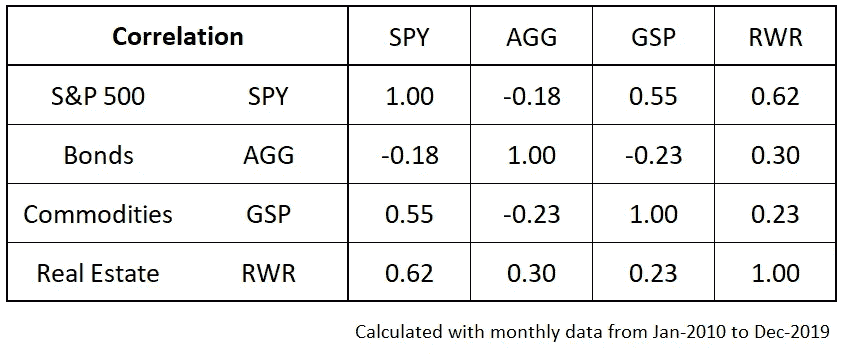 Correlation SPY AGG GSP RWR
S&P 500 SPY 1.00 -0.18 0.55 0.62
Bonds AGG -0.18 1.00 -0.23 0.30
Commodities GSP 0.55 -0.23 1.00 0.23
Real Estate RWR 0.62 0.30 0.23 1.00
Calculated with monthly data from Jan-2010 to Dec-2019